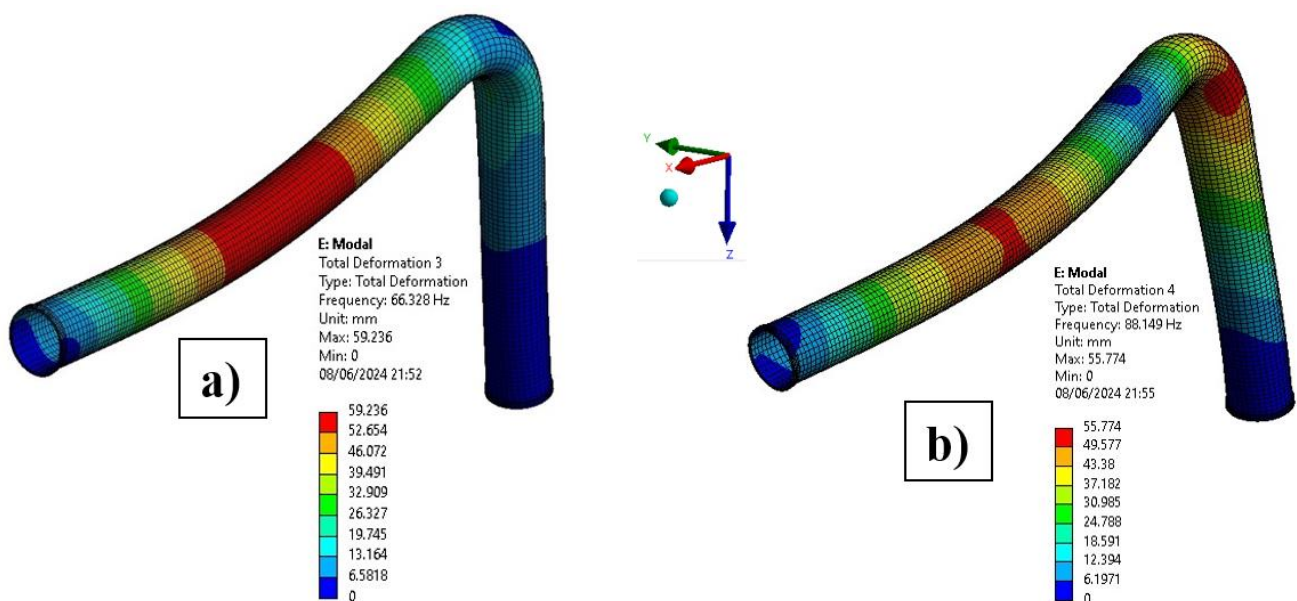 E: Modal
Total Deformation 3
Type: Total Deformation
Frequency: 66.328 Hz
Unit: mm
Max: 59.236
Min: 0
08/06/2024 21:52
a)
59.236
52.654
46.072
39.491
32.909
26.327
19.745
13.164
6.5818
0
Y
X
Z
E: Modal
Total Deformation 4
Type: Total Deformation
Frequency: 88.149 Hz
Unit: mm
Max: 55.774
Min: 0
08/06/2024 21:55
b)
55.774
49.577
43.38
37.182
30.985
24.788
18.591
12.394
6.1971
0